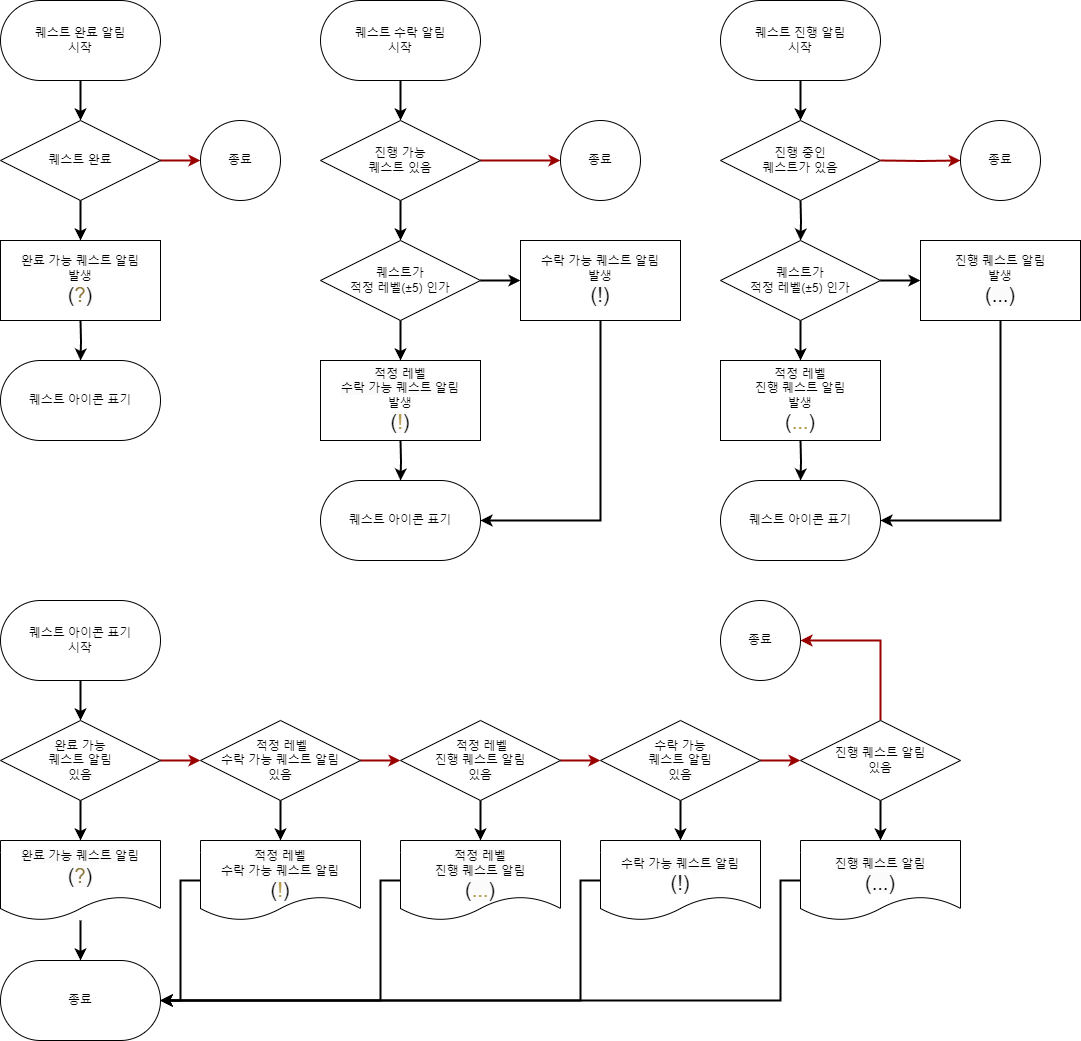 퀘스트 완료 알림
시작
퀘스트 완료
종료
완료 가능 퀘스트 알림
발생
(?)
퀘스트 아이콘 표기
퀘스트 수락 알림
시작
진행 가능
퀘스트 있음
종료
퀘스트가
적정 레벨(±5) 인가
수락 가능 퀘스트 알림
발생
(!)
적정 레벨
수락 가능 퀘스트 알림
발생
(!)
퀘스트 아이콘 표기
퀘스트 진행 알림
시작
진행 중인
퀘스트가 있음
종료
퀘스트가
적정 레벨(±5) 인가
진행 퀘스트 알림
발생
(...)
적정 레벨
진행 퀘스트 알림
발생
(...)
퀘스트 아이콘 표기
퀘스트 아이콘 표기
시작
종료
완료 가능
퀘스트 알림
있음
적정 레벨
수락 가능 퀘스트 알림
있음
적정 레벨
진행 퀘스트 알림
있음
수락 가능
퀘스트 알림
있음
진행 퀘스트 알림
있음
완료 가능 퀘스트 알림
(?)
적정 레벨
수락 가능 퀘스트 알림
(!)
적정 레벨
진행 퀘스트 알림
(...)
수락 가능 퀘스트 알림
(!)
진행 퀘스트 알림
(...)
종료